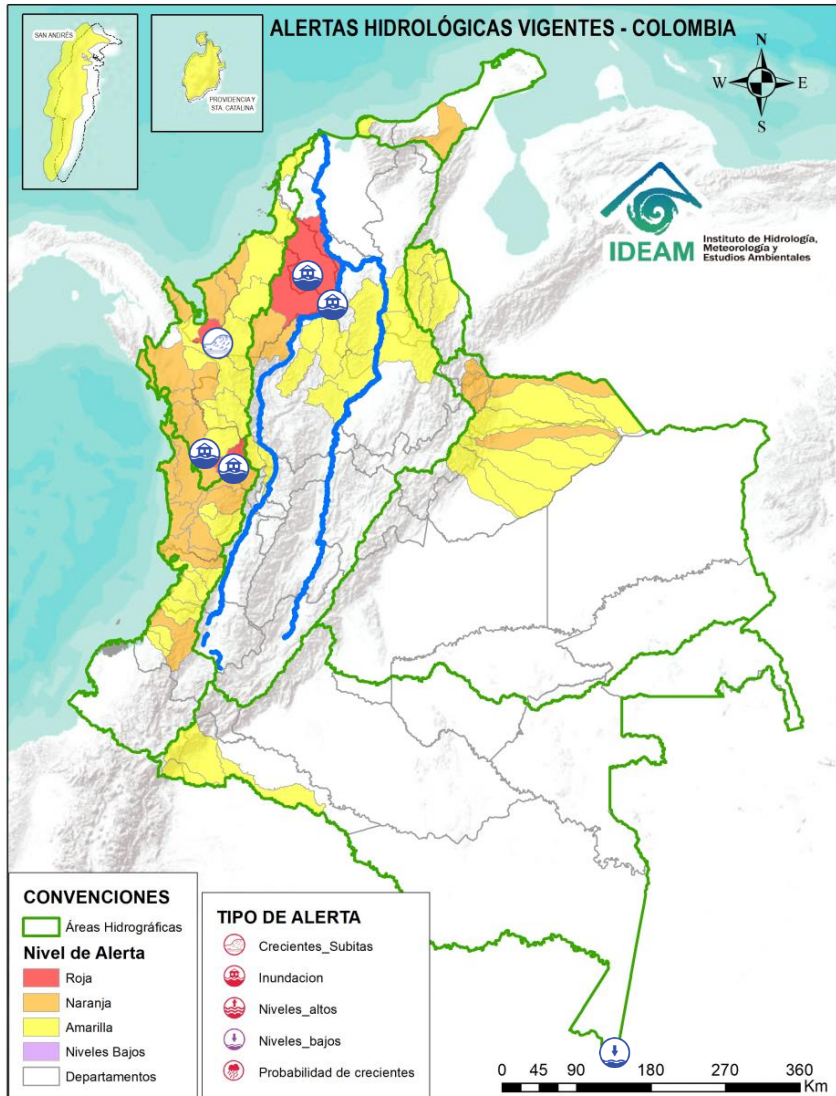 ALERTAS HIDROLÓGICAS VIGENTES - COLOMBIA
SAN ANDRÉS
PROVIDENCIA Y
STA. CATALINA
N
W
E
S
IDEAM
Instituto de Hidrología,
Meteorología y
Estudios Ambientales
CONVENCIONES
Áreas Hidrográficas
Nivel de Alerta
Roja
Naranja
Amarilla
Niveles Bajos
Departamentos
TIPO DE ALERTA
Crecientes_Subitas
Inundacion
Niveles_altos
Niveles_bajos
Probabilidad de crecientes
0 45 90 180 270 360
Km